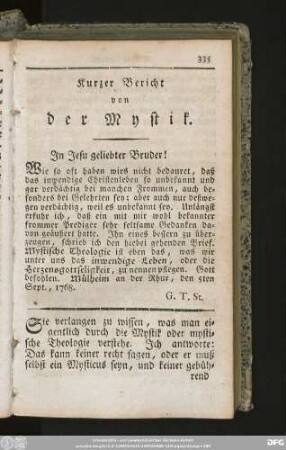 335
Kurzer Bericht
von
der Mystik.
In Jesu geliebter Bruder!
Wie so oft haben wirs nicht bedauret, daß
das inwendige Christenleben so unbekannt und
gar verdächtig bei manchen Frommen, auch be-
sonders bei Gelehrten sey; aber auch nur deßwe-
gen verdächtig, weil es unbekannt sey. Unlängst
erfuhr ich, daß ein mit mir wohl bekannter
frommer Prediger sehr seltsame Gedanken da-
von geäussert hatte. Ihn eines bessern zu über-
zeugen, schrieb ich den hiebei gehenden Brief.
Mystische Theologie ist eben das, was wir
unter uns das inwendige Leben, oder die
Herzensgottseligkeit, zu nennen pflegen. Gott
befohlen. Mülheim an der Rhur, den 5ten
Sept., 1768.
G. T. St.
Sie verlangen zu wissen, was man ei-
gentlich durch die Mystik oder mysti-
sche Theologie verstehe. Ich antworte:
Das kann keiner recht sagen, oder er muß
selbst ein Mysticus seyn, und keiner gebüh-
rend